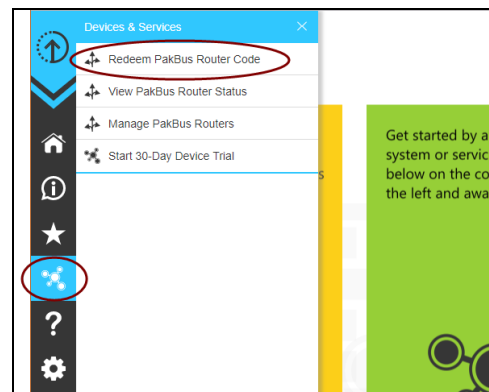 Devices & Services
Redeem PakBus Router Code
View PakBus Router Status
Manage PakBus Routers
Start 30-Day Device Trial
s
Get started by a
system or servic
below on the co
the left and awa